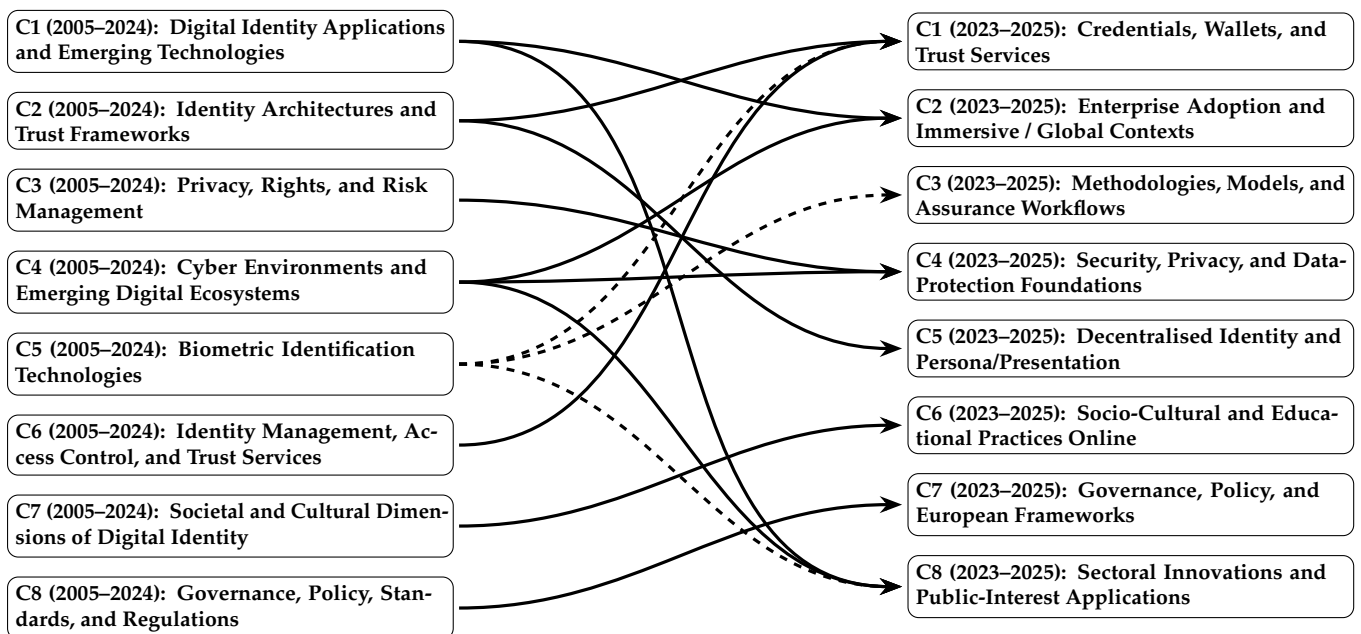 C1 (2005–2024): Digital Identity Applications
and Emerging Technologies
C2 (2005–2024): Identity Architectures and
Trust Frameworks
C3 (2005–2024): Privacy, Rights, and Risk
Management
C4 (2005–2024): Cyber Environments and
Emerging Digital Ecosystems
C5 (2005–2024): Biometric Identification
Technologies
C6 (2005–2024): Identity Management, Ac-
cess Control, and Trust Services
C7 (2005–2024): Societal and Cultural Dimen-
sions of Digital Identity
C8 (2005–2024): Governance, Policy, Stan-
dards, and Regulations
C1 (2023–2025): Credentials, Wallets, and
Trust Services
C2 (2023–2025): Enterprise Adoption and
Immersive / Global Contexts
C3 (2023–2025): Methodologies, Models, and
Assurance Workflows
C4 (2023–2025): Security, Privacy, and Data-
Protection Foundations
C5 (2023–2025): Decentralised Identity and
Persona/Presentation
C6 (2023–2025): Socio-Cultural and Educa-
tional Practices Online
C7 (2023–2025): Governance, Policy, and
European Frameworks
C8 (2023–2025): Sectoral Innovations and
Public-Interest Applications